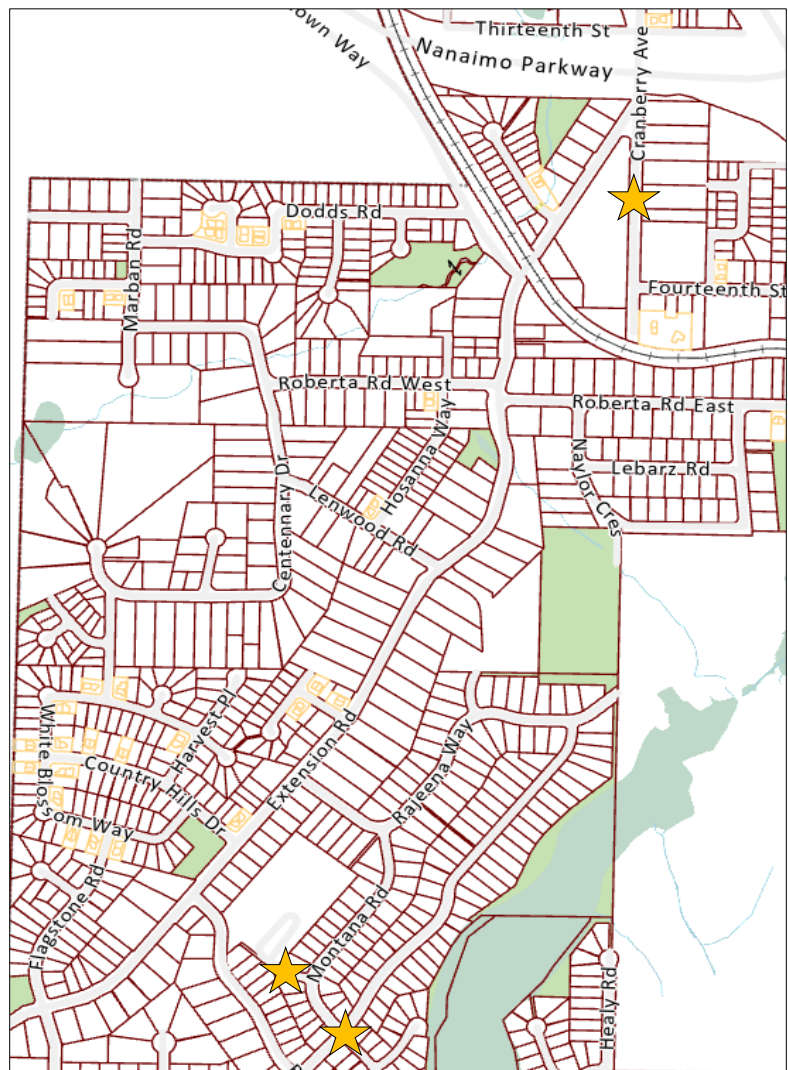 Thirteenth St
own Way
Nanaimo Parkway
Cranberry Ave
Dodds Rd
Marban Rd
Fourteenth St
Roberta Rd West
Roberta Rd East
Hosanna Way
Naylor Cres
Lebarz Rd
Centennary Dr
Lenwood Rd
Harvest Pl
White Blossom Way
Extension Rd
Rajeena Way
Country Hills Dr
Flagstone Rd
Montana Rd
Healy Rd